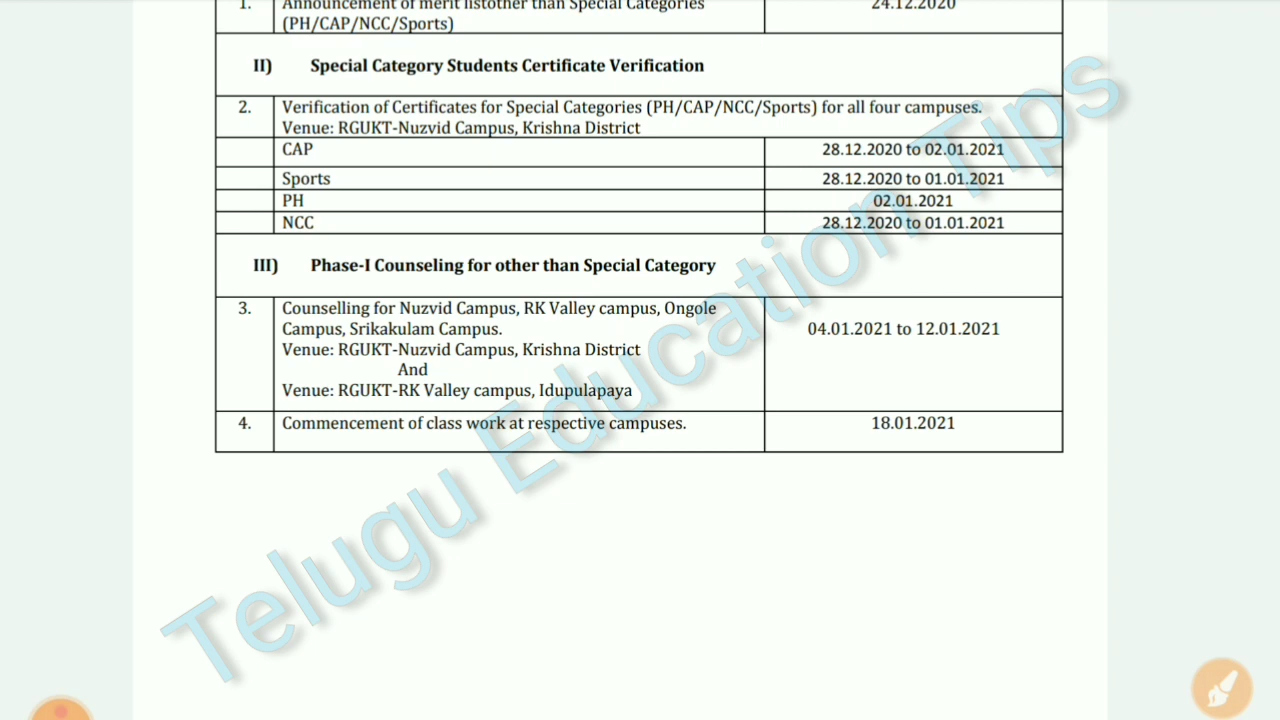 1. Announcement of merit listother than Special Categories 24.12.2020
(PH/CAP/NCC/Sports)
II) Special Category Students Certificate Verification
2. Verification of Certificates for Special Categories (PH/CAP/NCC/Sports) for all four campuses.
Venue: RGUKT-Nuzvid Campus, Krishna District
CAP 28.12.2020 to 02.01.2021
Sports 28.12.2020 to 01.01.2021
PH 02.01.2021
NCC 28.12.2020 to 01.01.2021
III) Phase-I Counseling for other than Special Category
3. Counselling for Nuzvid Campus, RK Valley campus, Ongole
Campus, Srikakulam Campus. 04.01.2021 to 12.01.2021
Venue: RGUKT-Nuzvid Campus, Krishna District
And
Venue: RGUKT-RK Valley campus, Idupulapaya
4. Commencement of class work at respective campuses. 18.01.2021
Telugu Education Tips